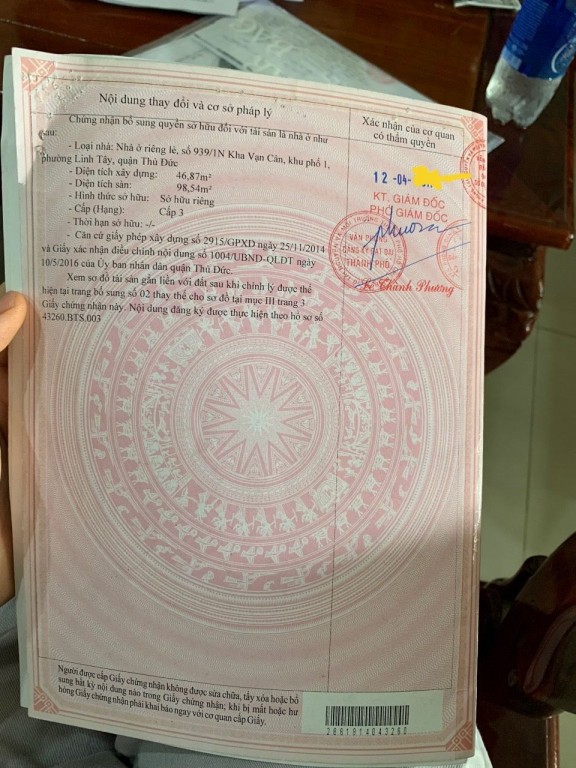 Nội dung thay đổi và cơ sở pháp lý
Xác nhận của cơ quan
có thẩm quyền
Chứng nhận bổ sung quyền sở hữu đối với tài sản là nhà ở như
sau:
- Loại nhà: Nhà ở riêng lẻ, số 939/1N Kha Vạn Cân, khu phố 1,
phường Linh Tây, quận Thủ Đức
- Diện tích xây dựng: 46,87m²
- Diện tích sàn: 98,54m²
- Hình thức sở hữu: Sở hữu riêng
- Cấp (Hạng): Cấp 3
- Thời hạn sở hữu: -/-
- Căn cứ giấy phép xây dựng số 2915/GPXD ngày 25/11/2014
và Giấy xác nhận điều chỉnh nội dung số 1004/UBND-QLĐT ngày
10/5/2016 của Ủy ban nhân dân quận Thủ Đức.
Xem sơ đồ tài sản gắn liền với đất sau khi chỉnh lý được thể
hiện tại trang bổ sung số 02 thay thế cho sơ đồ tại mục III trang 3
Giấy chứng nhận này. Nội dung đăng ký được thực hiện theo hồ sơ số
43260.BTS.003
12 -04-
KT. GIÁM ĐỐC
PHÓ GIÁM ĐỐC
VĂN PHÒNG
ĐĂNG KÝ ĐẤT ĐAI
THÀNH PHỐ
Chánh Phương
Người được cấp Giấy chứng nhận không được sửa chữa, tẩy xóa hoặc bổ
sung bất kỳ nội dung nào trong Giấy chứng nhận; khi bị mất hoặc hư
hỏng Giấy chứng nhận phải khai báo ngay với cơ quan cấp Giấy.
2681814043260